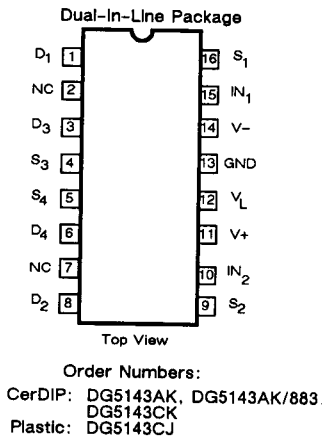 Dual-In-Line Package
D1 1 16 S1
NC 2 15 IN1
D3 3 14 V-
S3 4 13 GND
S4 5 12 VL
D4 6 11 V+
NC 7 10 IN2
D2 8 9 S2
Top View
Order Numbers:
CerDIP: DG5143AK, DG5143AK/883
DG5143CK
Plastic: DG5143CJ